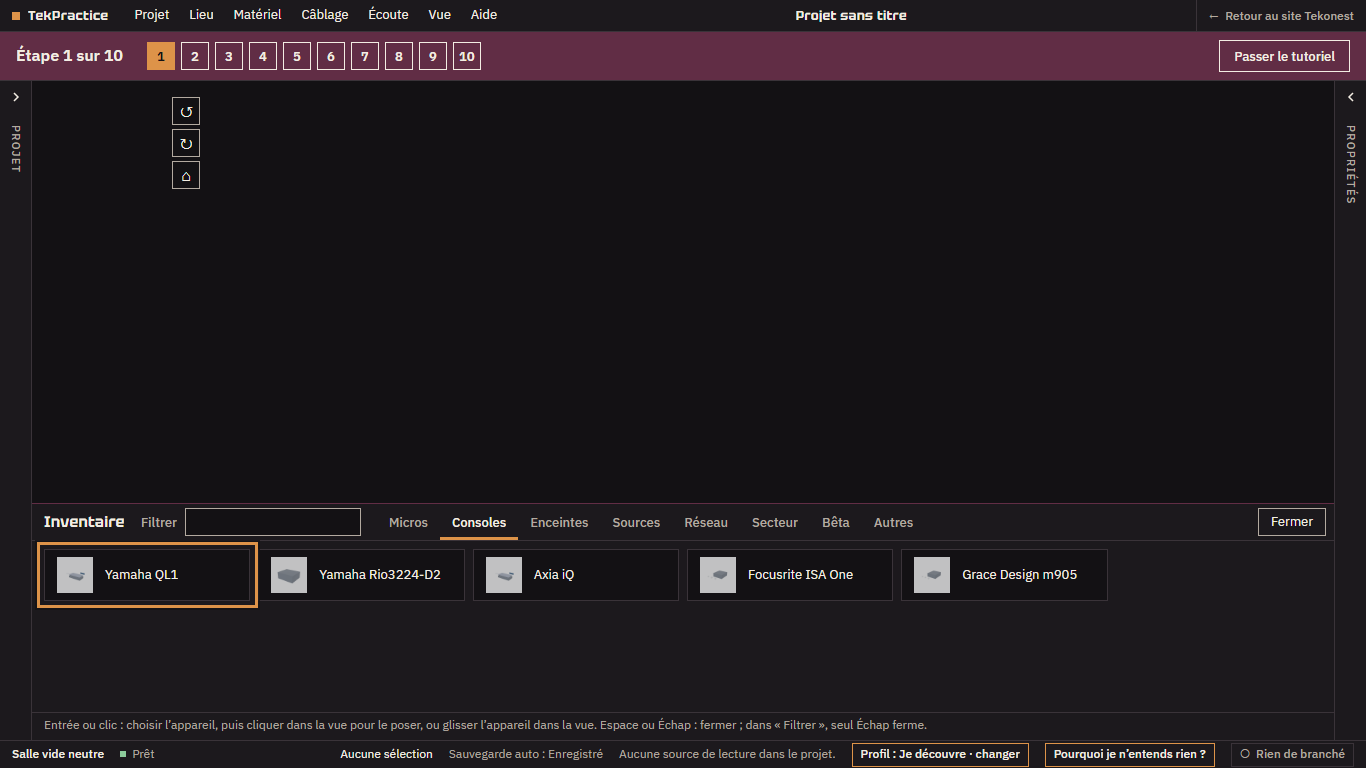 TekPractice Projet Lieu Matériel Câblage Écoute Vue Aide Projet sans titre ← Retour au site Tekonest
Étape 1 sur 10 1 2 3 4 5 6 7 8 9 10 Passer le tutoriel
PROJET
PROPRIÉTÉS
Inventaire Filtrer Micros Consoles Enceintes Sources Réseau Secteur Bêta Autres Fermer
Yamaha QL1 Yamaha Rio3224-D2 Axia iQ Focusrite ISA One Grace Design m905
Entrée ou clic : choisir l’appareil, puis cliquer dans la vue pour le poser, ou glisser l’appareil dans la vue. Espace ou Échap : fermer ; dans « Filtrer », seul Échap ferme.
Salle vide neutre Prêt Aucune sélection Sauvegarde auto : Enregistré Aucune source de lecture dans le projet. Profil : Je découvre · changer Pourquoi je n’entends rien ? Rien de branché